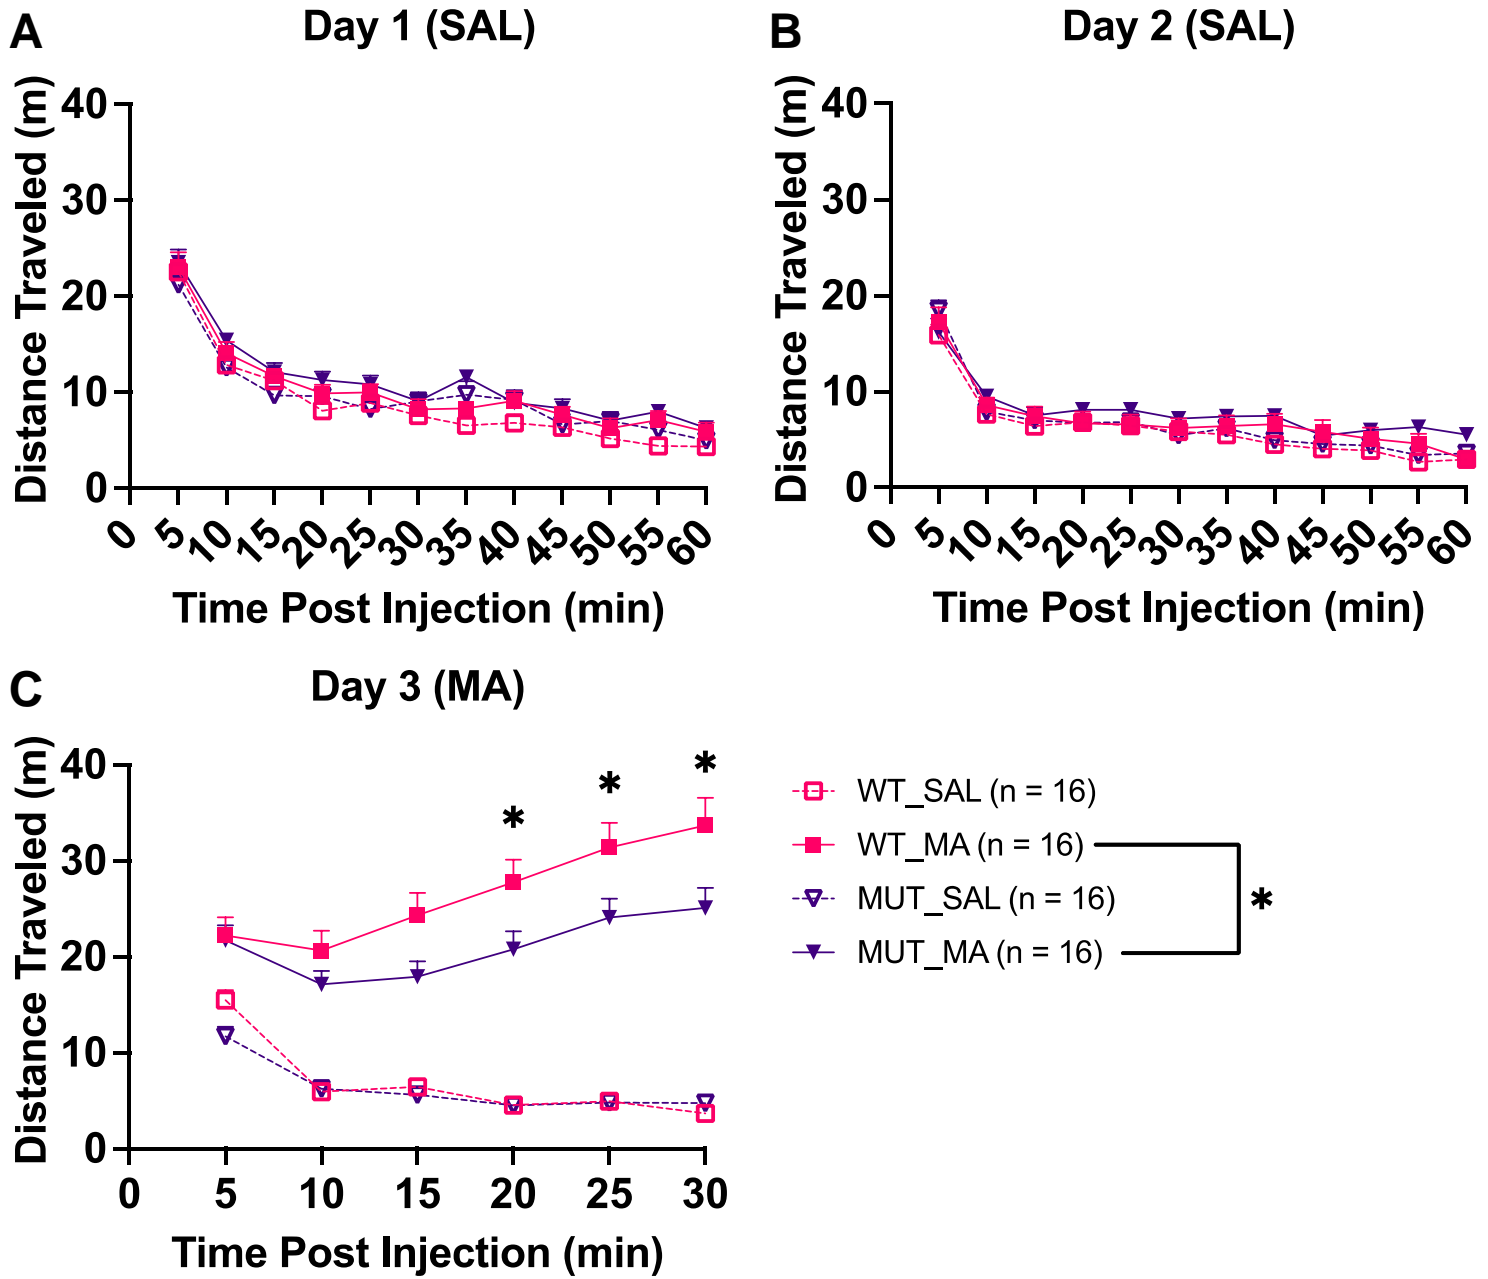 A
Day 1 (SAL)
Distance Traveled (m)
40
30
20
10
0
0 5 10 15 20 25 30 35 40 45 50 55 60
Time Post Injection (min)
B
Day 2 (SAL)
Distance Traveled (m)
40
30
20
10
0
0 5 10 15 20 25 30 35 40 45 50 55 60
Time Post Injection (min)
C
Day 3 (MA)
Distance Traveled (m)
40
30
20
10
0
* * *
0 5 10 15 20 25 30
Time Post Injection (min)
WT_SAL (n = 16)
WT_MA (n = 16)
MUT_SAL (n = 16)
MUT_MA (n = 16)
*